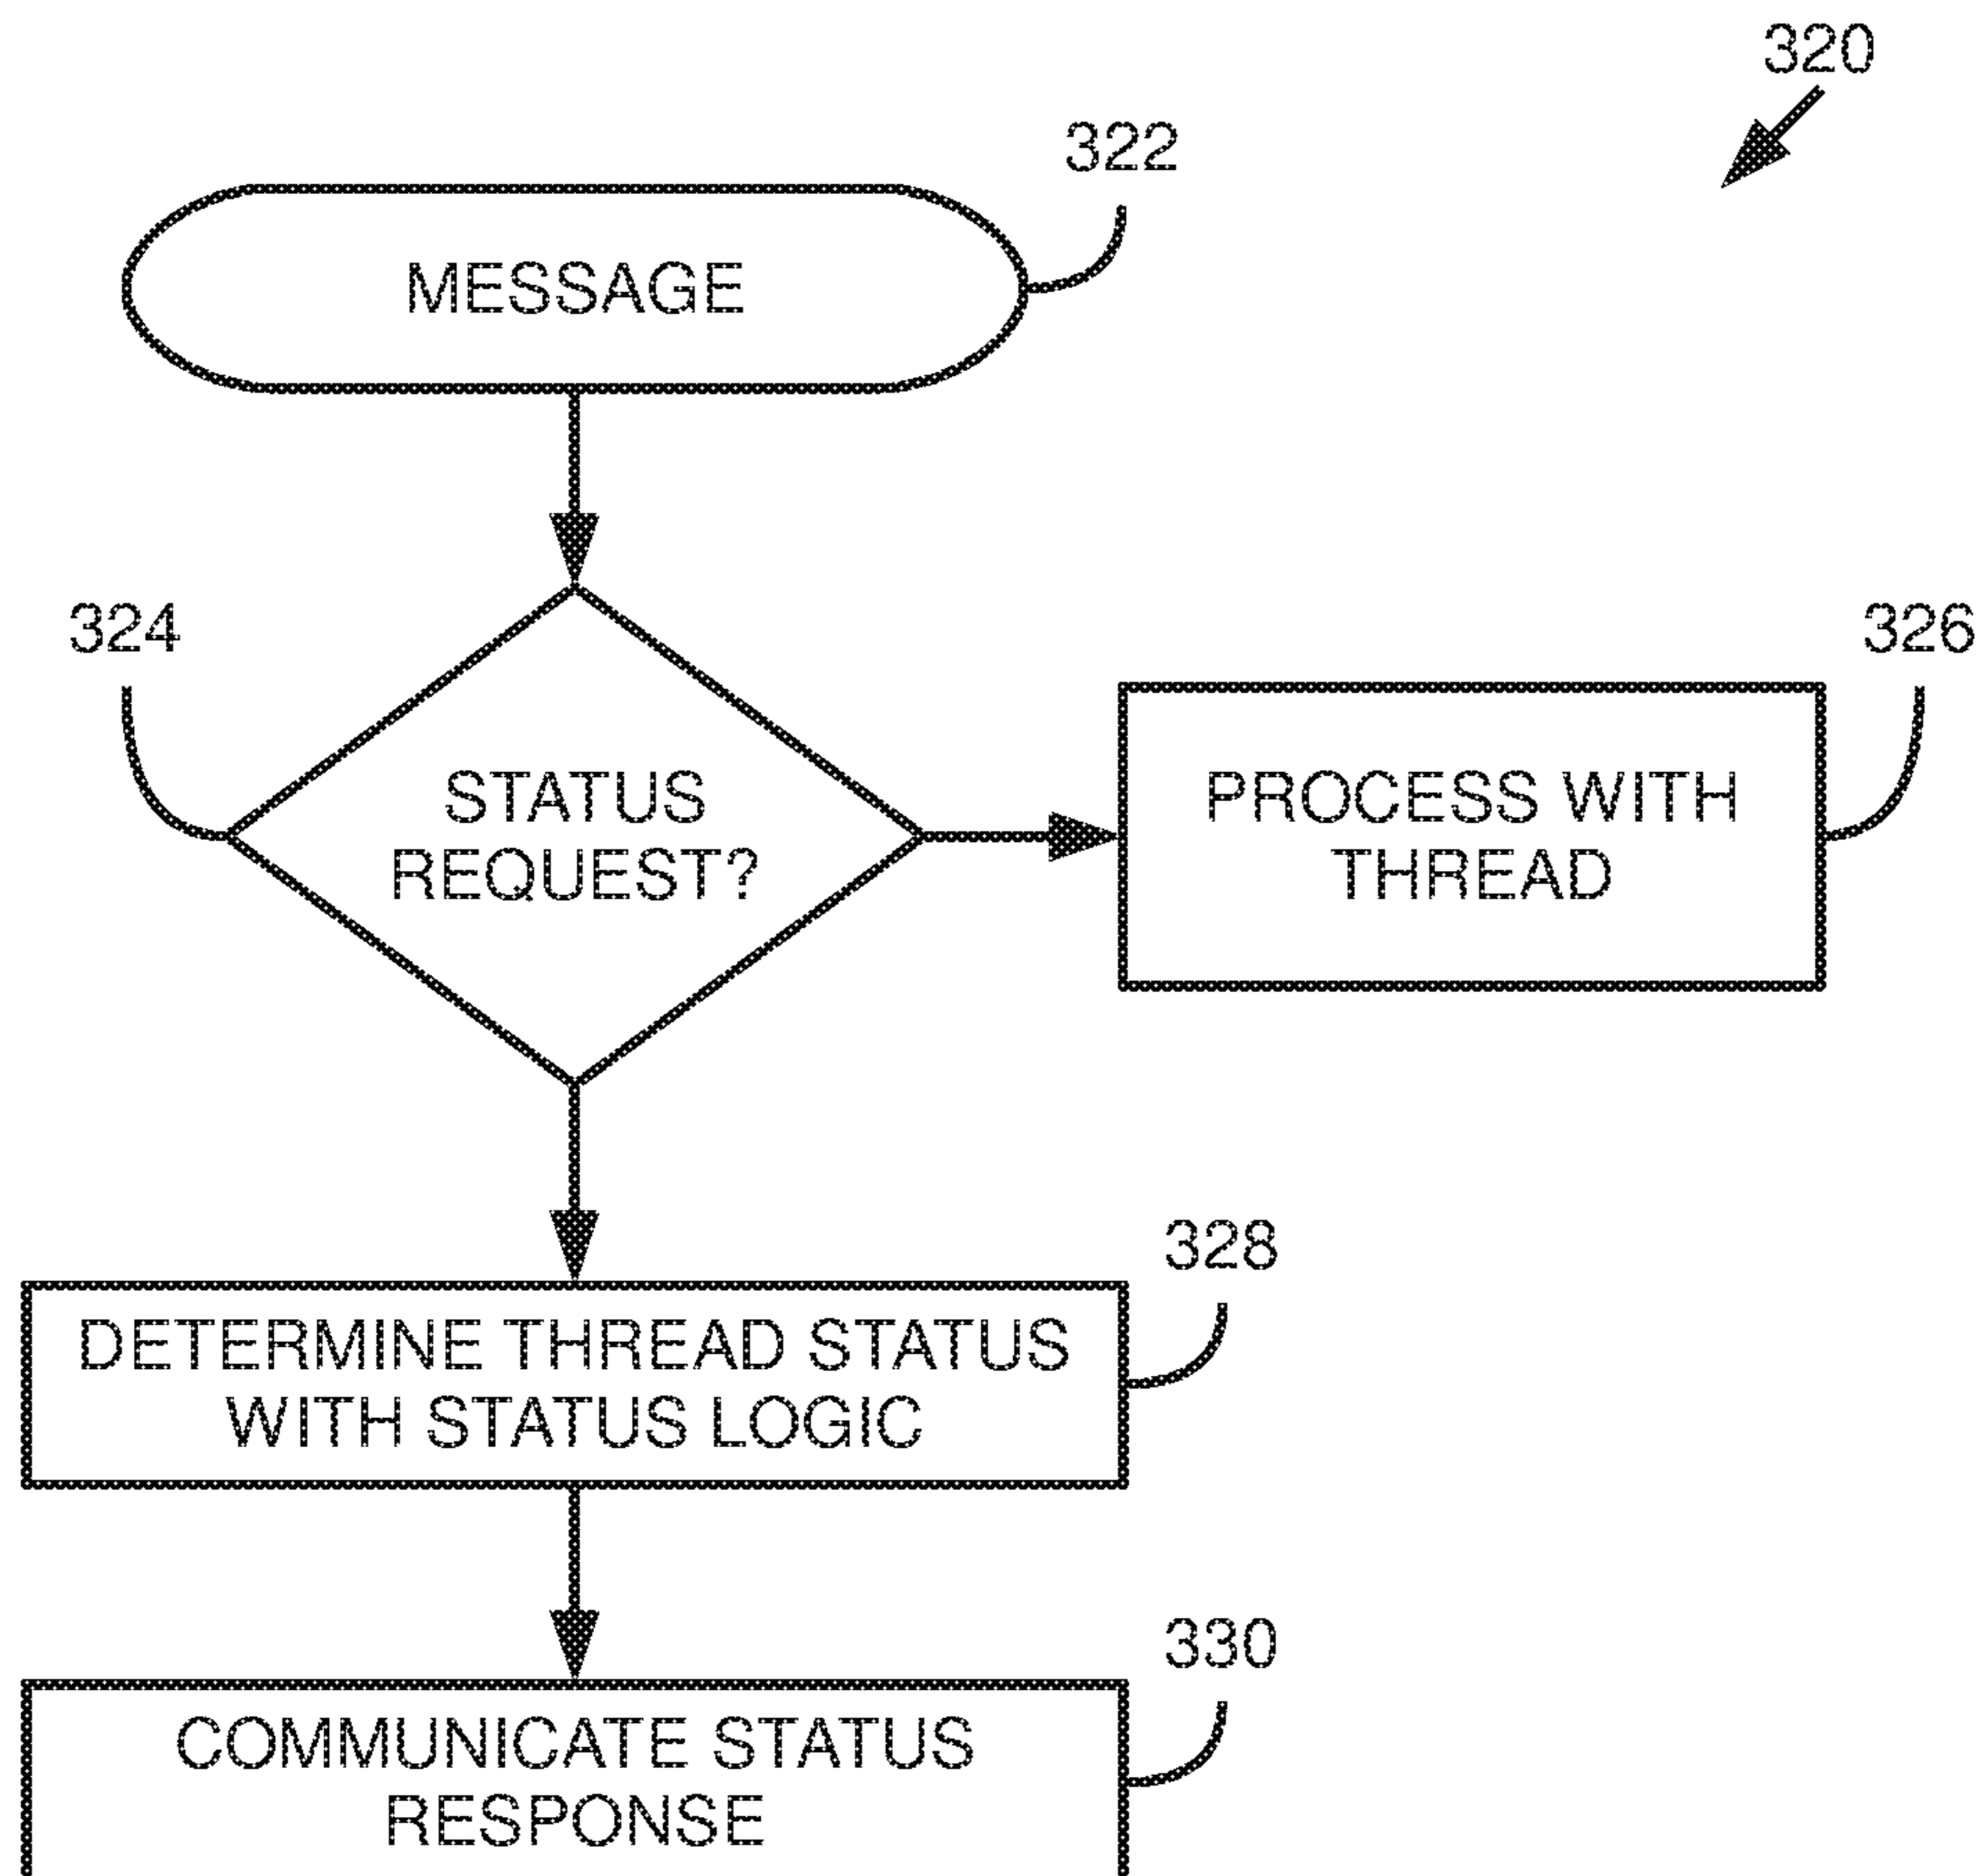 320
322
MESSAGE
324
326
STATUS
REQUEST?
PROCESS WITH
THREAD
328
DETERMINE THREAD STATUS
WITH STATUS LOGIC
330
COMMUNICATE STATUS
RESPONSE